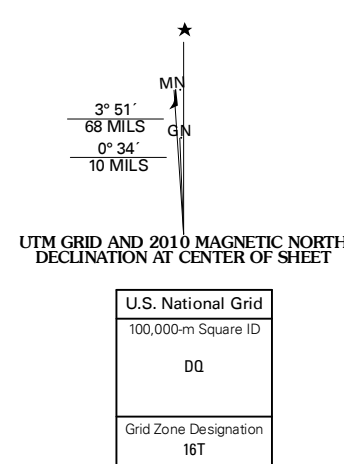 MN
3° 51´
68 MILS
GN
0° 34´
10 MILS
UTM GRID AND 2010 MAGNETIC NORTH
DECLINATION AT CENTER OF SHEET
U.S. National Grid
100,000-m Square ID
DQ
Grid Zone Designation
16T